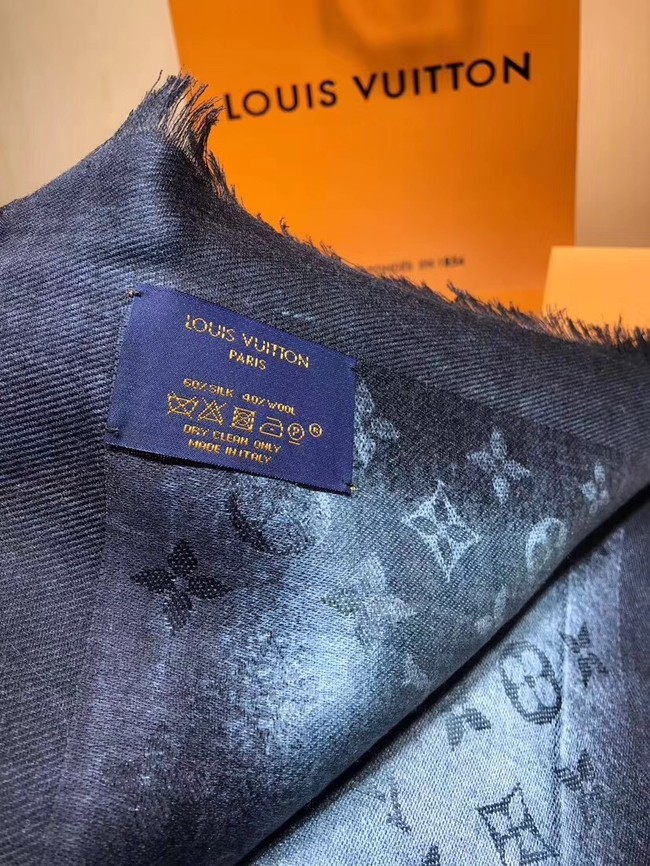 LOUIS VUITTON
LOUIS VUITTON
PARIS
60% SILK 40% WOOL
P
DRY CLEAN ONLY
MADE IN ITALY